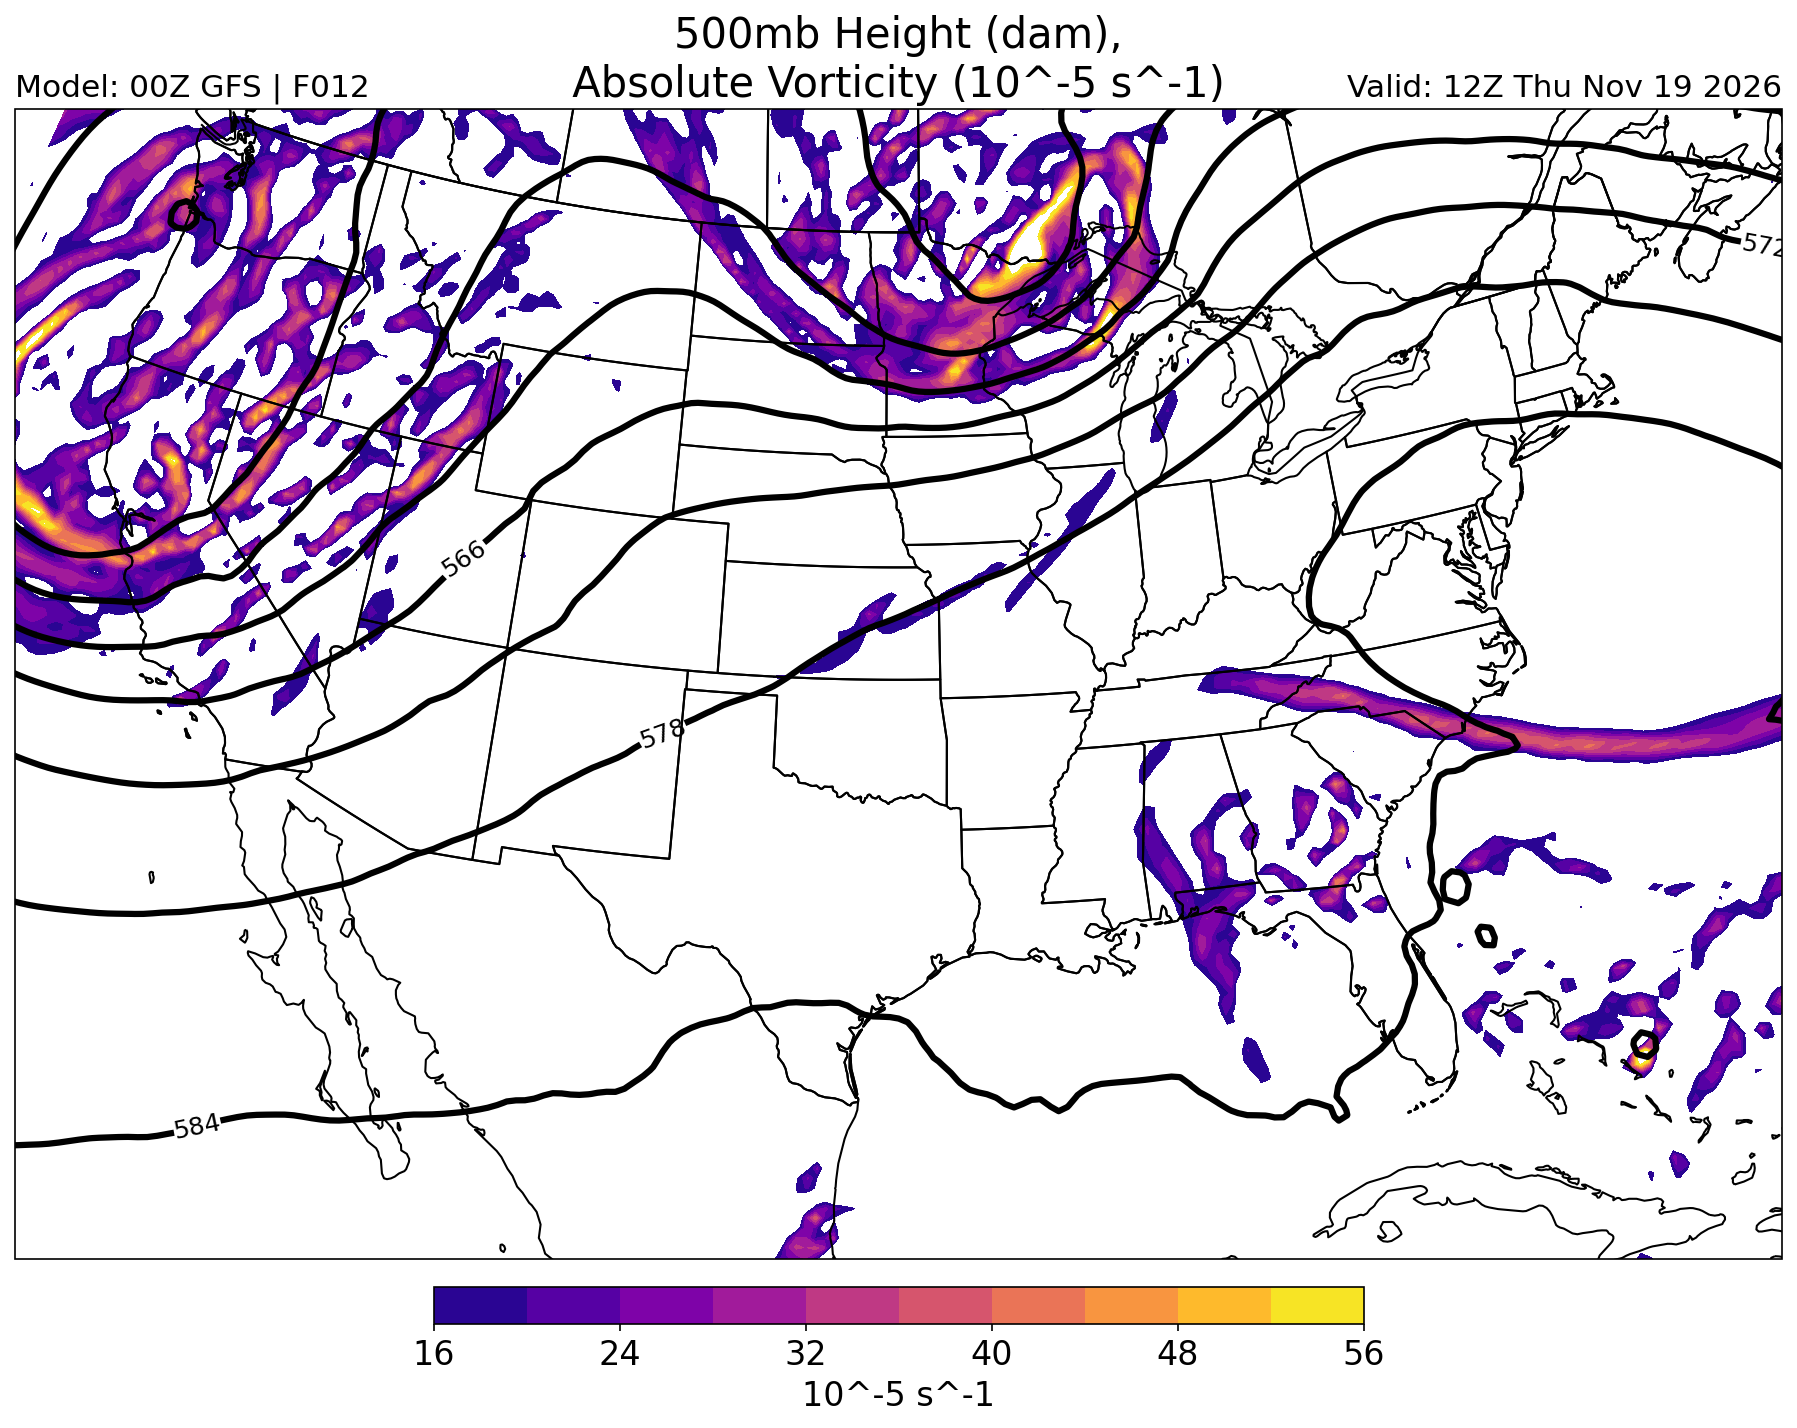 500mb Height (dam),
Absolute Vorticity (10^-5 s^-1)
Model: 00Z GFS | F012
Valid: 12Z Thu Nov 19 2026
572
566
578
584
16 24 32 40 48 56
10^-5 s^-1